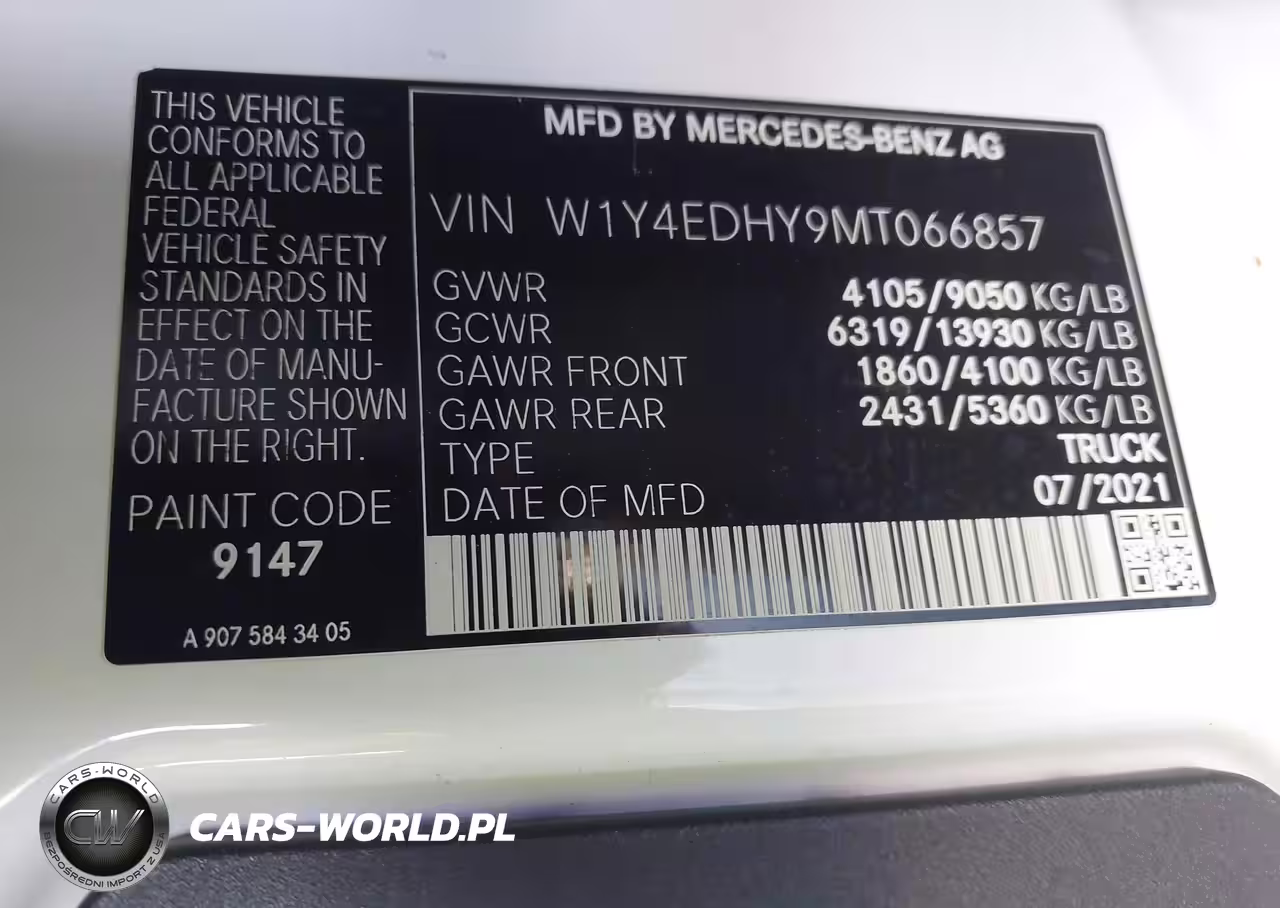 THIS VEHICLE
CONFORMS TO
ALL APPLICABLE
FEDERAL
VEHICLE SAFETY
STANDARDS IN
EFFECT ON THE
DATE OF MANU-
FACTURE SHOWN
ON THE RIGHT.
PAINT CODE
9147
A 907 584 34 05
MFD BY MERCEDES-BENZ AG
VIN W1Y4EDHY9MT066857
GVWR 4105/9050 KG/LB
GCWR 6319/13930 KG/LB
GAWR FRONT 1860/4100 KG/LB
GAWR REAR 2431/5360 KG/LB
TYPE TRUCK
DATE OF MFD 07/2021
CARS-WORLD
CW
BEZPOŚREDNI IMPORT Z USA
CARS-WORLD.PL